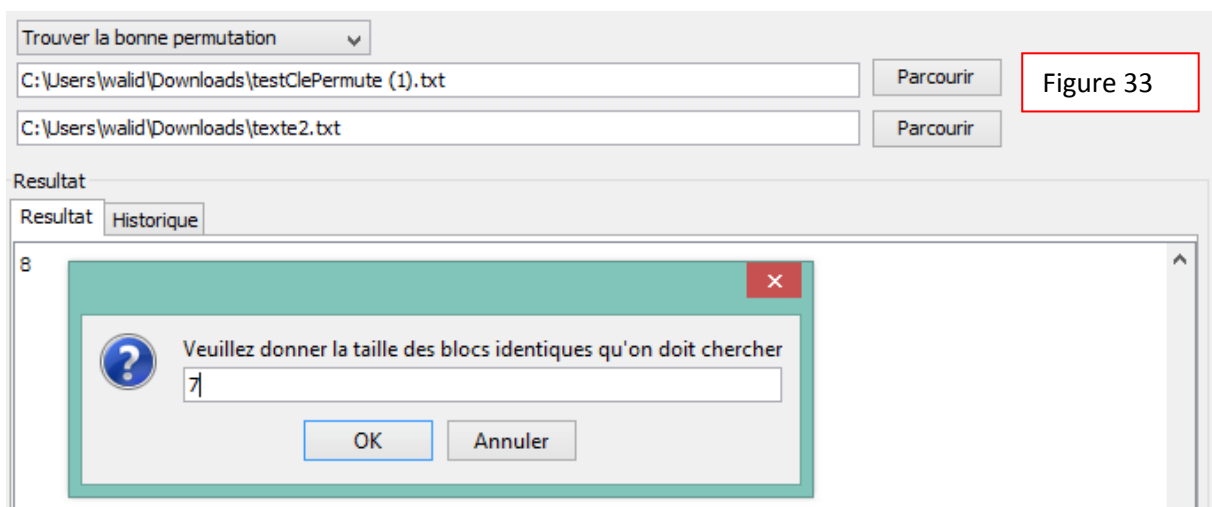 Trouver la bonne permutation
C:\Users\walid\Downloads\testClePermute (1).txt
Parcourir
Figure 33
C:\Users\walid\Downloads\texte2.txt
Parcourir
Resultat
Resultat
Historique
8
Veuillez donner la taille des blocs identiques qu'on doit chercher
7
OK
Annuler